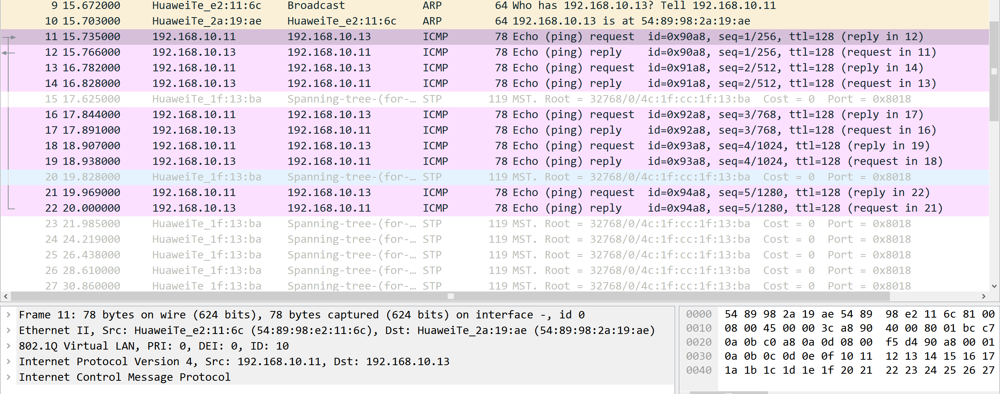 9 15.672000 HuaweiTe_e2:11:6c Broadcast ARP 64 Who has 192.168.10.13? Tell 192.168.10.11
10 15.703000 HuaweiTe_2a:19:ae HuaweiTe_e2:11:6c ARP 64 192.168.10.13 is at 54:89:98:2a:19:ae
11 15.735000 192.168.10.11 192.168.10.13 ICMP 78 Echo (ping) request id=0x90a8, seq=1/256, ttl=128 (reply in 12)
12 15.766000 192.168.10.13 192.168.10.11 ICMP 78 Echo (ping) reply id=0x90a8, seq=1/256, ttl=128 (request in 11)
13 16.782000 192.168.10.11 192.168.10.13 ICMP 78 Echo (ping) request id=0x91a8, seq=2/512, ttl=128 (reply in 14)
14 16.828000 192.168.10.13 192.168.10.11 ICMP 78 Echo (ping) reply id=0x91a8, seq=2/512, ttl=128 (request in 13)
15 17.625000 HuaweiTe_1f:13:ba Spanning-tree-(for-… STP 119 MST. Root = 32768/0/4c:1f:cc:1f:13:ba Cost = 0 Port = 0x8018
16 17.844000 192.168.10.11 192.168.10.13 ICMP 78 Echo (ping) request id=0x92a8, seq=3/768, ttl=128 (reply in 17)
17 17.891000 192.168.10.13 192.168.10.11 ICMP 78 Echo (ping) reply id=0x92a8, seq=3/768, ttl=128 (request in 16)
18 18.907000 192.168.10.11 192.168.10.13 ICMP 78 Echo (ping) request id=0x93a8, seq=4/1024, ttl=128 (reply in 19)
19 18.938000 192.168.10.13 192.168.10.11 ICMP 78 Echo (ping) reply id=0x93a8, seq=4/1024, ttl=128 (request in 18)
20 19.828000 HuaweiTe_1f:13:ba Spanning-tree-(for-… STP 119 MST. Root = 32768/0/4c:1f:cc:1f:13:ba Cost = 0 Port = 0x8018
21 19.969000 192.168.10.11 192.168.10.13 ICMP 78 Echo (ping) request id=0x94a8, seq=5/1280, ttl=128 (reply in 22)
22 20.000000 192.168.10.13 192.168.10.11 ICMP 78 Echo (ping) reply id=0x94a8, seq=5/1280, ttl=128 (request in 21)
23 21.985000 HuaweiTe_1f:13:ba Spanning-tree-(for-… STP 119 MST. Root = 32768/0/4c:1f:cc:1f:13:ba Cost = 0 Port = 0x8018
24 24.219000 HuaweiTe_1f:13:ba Spanning-tree-(for-… STP 119 MST. Root = 32768/0/4c:1f:cc:1f:13:ba Cost = 0 Port = 0x8018
25 26.438000 HuaweiTe_1f:13:ba Spanning-tree-(for-… STP 119 MST. Root = 32768/0/4c:1f:cc:1f:13:ba Cost = 0 Port = 0x8018
26 28.610000 HuaweiTe_1f:13:ba Spanning-tree-(for-… STP 119 MST. Root = 32768/0/4c:1f:cc:1f:13:ba Cost = 0 Port = 0x8018
27 30.860000 HuaweiTe_1f:13:ba Spanning-tree-(for-… STP 119 MST. Root = 32768/0/4c:1f:cc:1f:13:ba Cost = 0 Port = 0x8018
Frame 11: 78 bytes on wire (624 bits), 78 bytes captured (624 bits) on interface -, id 0
Ethernet II, Src: HuaweiTe_e2:11:6c (54:89:98:e2:11:6c), Dst: HuaweiTe_2a:19:ae (54:89:98:2a:19:ae)
802.1Q Virtual LAN, PRI: 0, DEI: 0, ID: 10
Internet Protocol Version 4, Src: 192.168.10.11, Dst: 192.168.10.13
Internet Control Message Protocol
0000 54 89 98 2a 19 ae 54 89 98 e2 11 6c 81 00
0010 08 00 45 00 00 3c a8 90 40 00 80 01 bc c7
0020 0a 0b c0 a8 0a 0d 08 00 f5 d4 90 a8 00 01
0030 0a 0b 0c 0d 0e 0f 10 11 12 13 14 15 16 17
0040 1a 1b 1c 1d 1e 1f 20 21 22 23 24 25 26 27